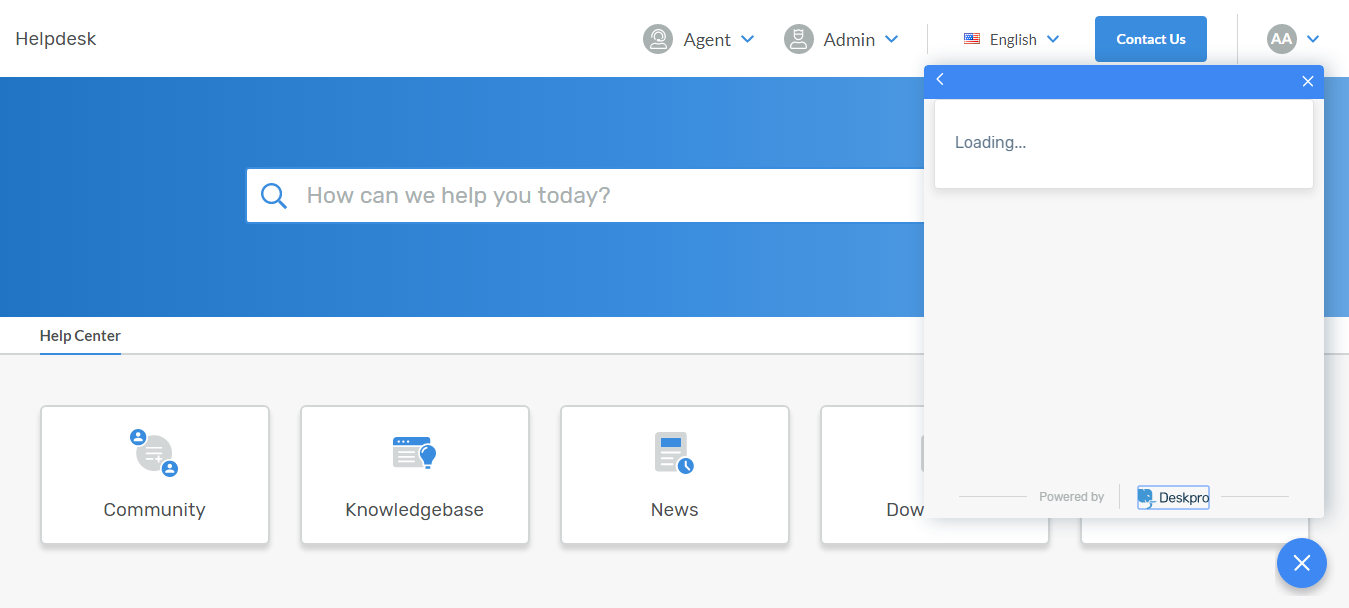 Helpdesk
Agent
Admin
English
Contact Us
AA
Loading...
How can we help you today?
Help Center
Community
Knowledgebase
News
Dow
Powered by
Deskpro